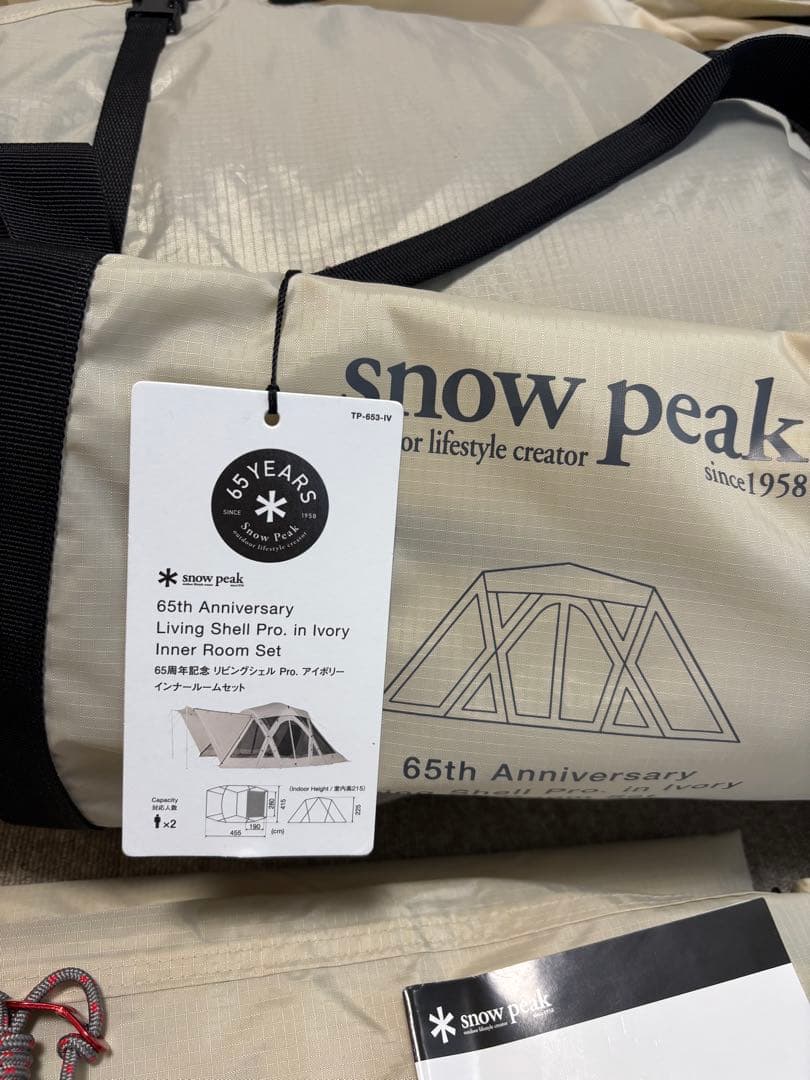 snow peak
lifestyle creator
since1958
TP-653-IV
65 YEARS
SINCE 1958
Snow Peak
outdoor lifestyle creator
snow peak
65th Anniversary
Living Shell Pro. in Ivory
Inner Room Set
65周年記念 リビングシェル Pro. アイボリー
インナールームセット
Capacity
対応人数
×2
(Indoor Height / 室内高215)
280
415
225
190
455
(cm)
65th Anniversary
Shell Pro. in Ivory
snow peak